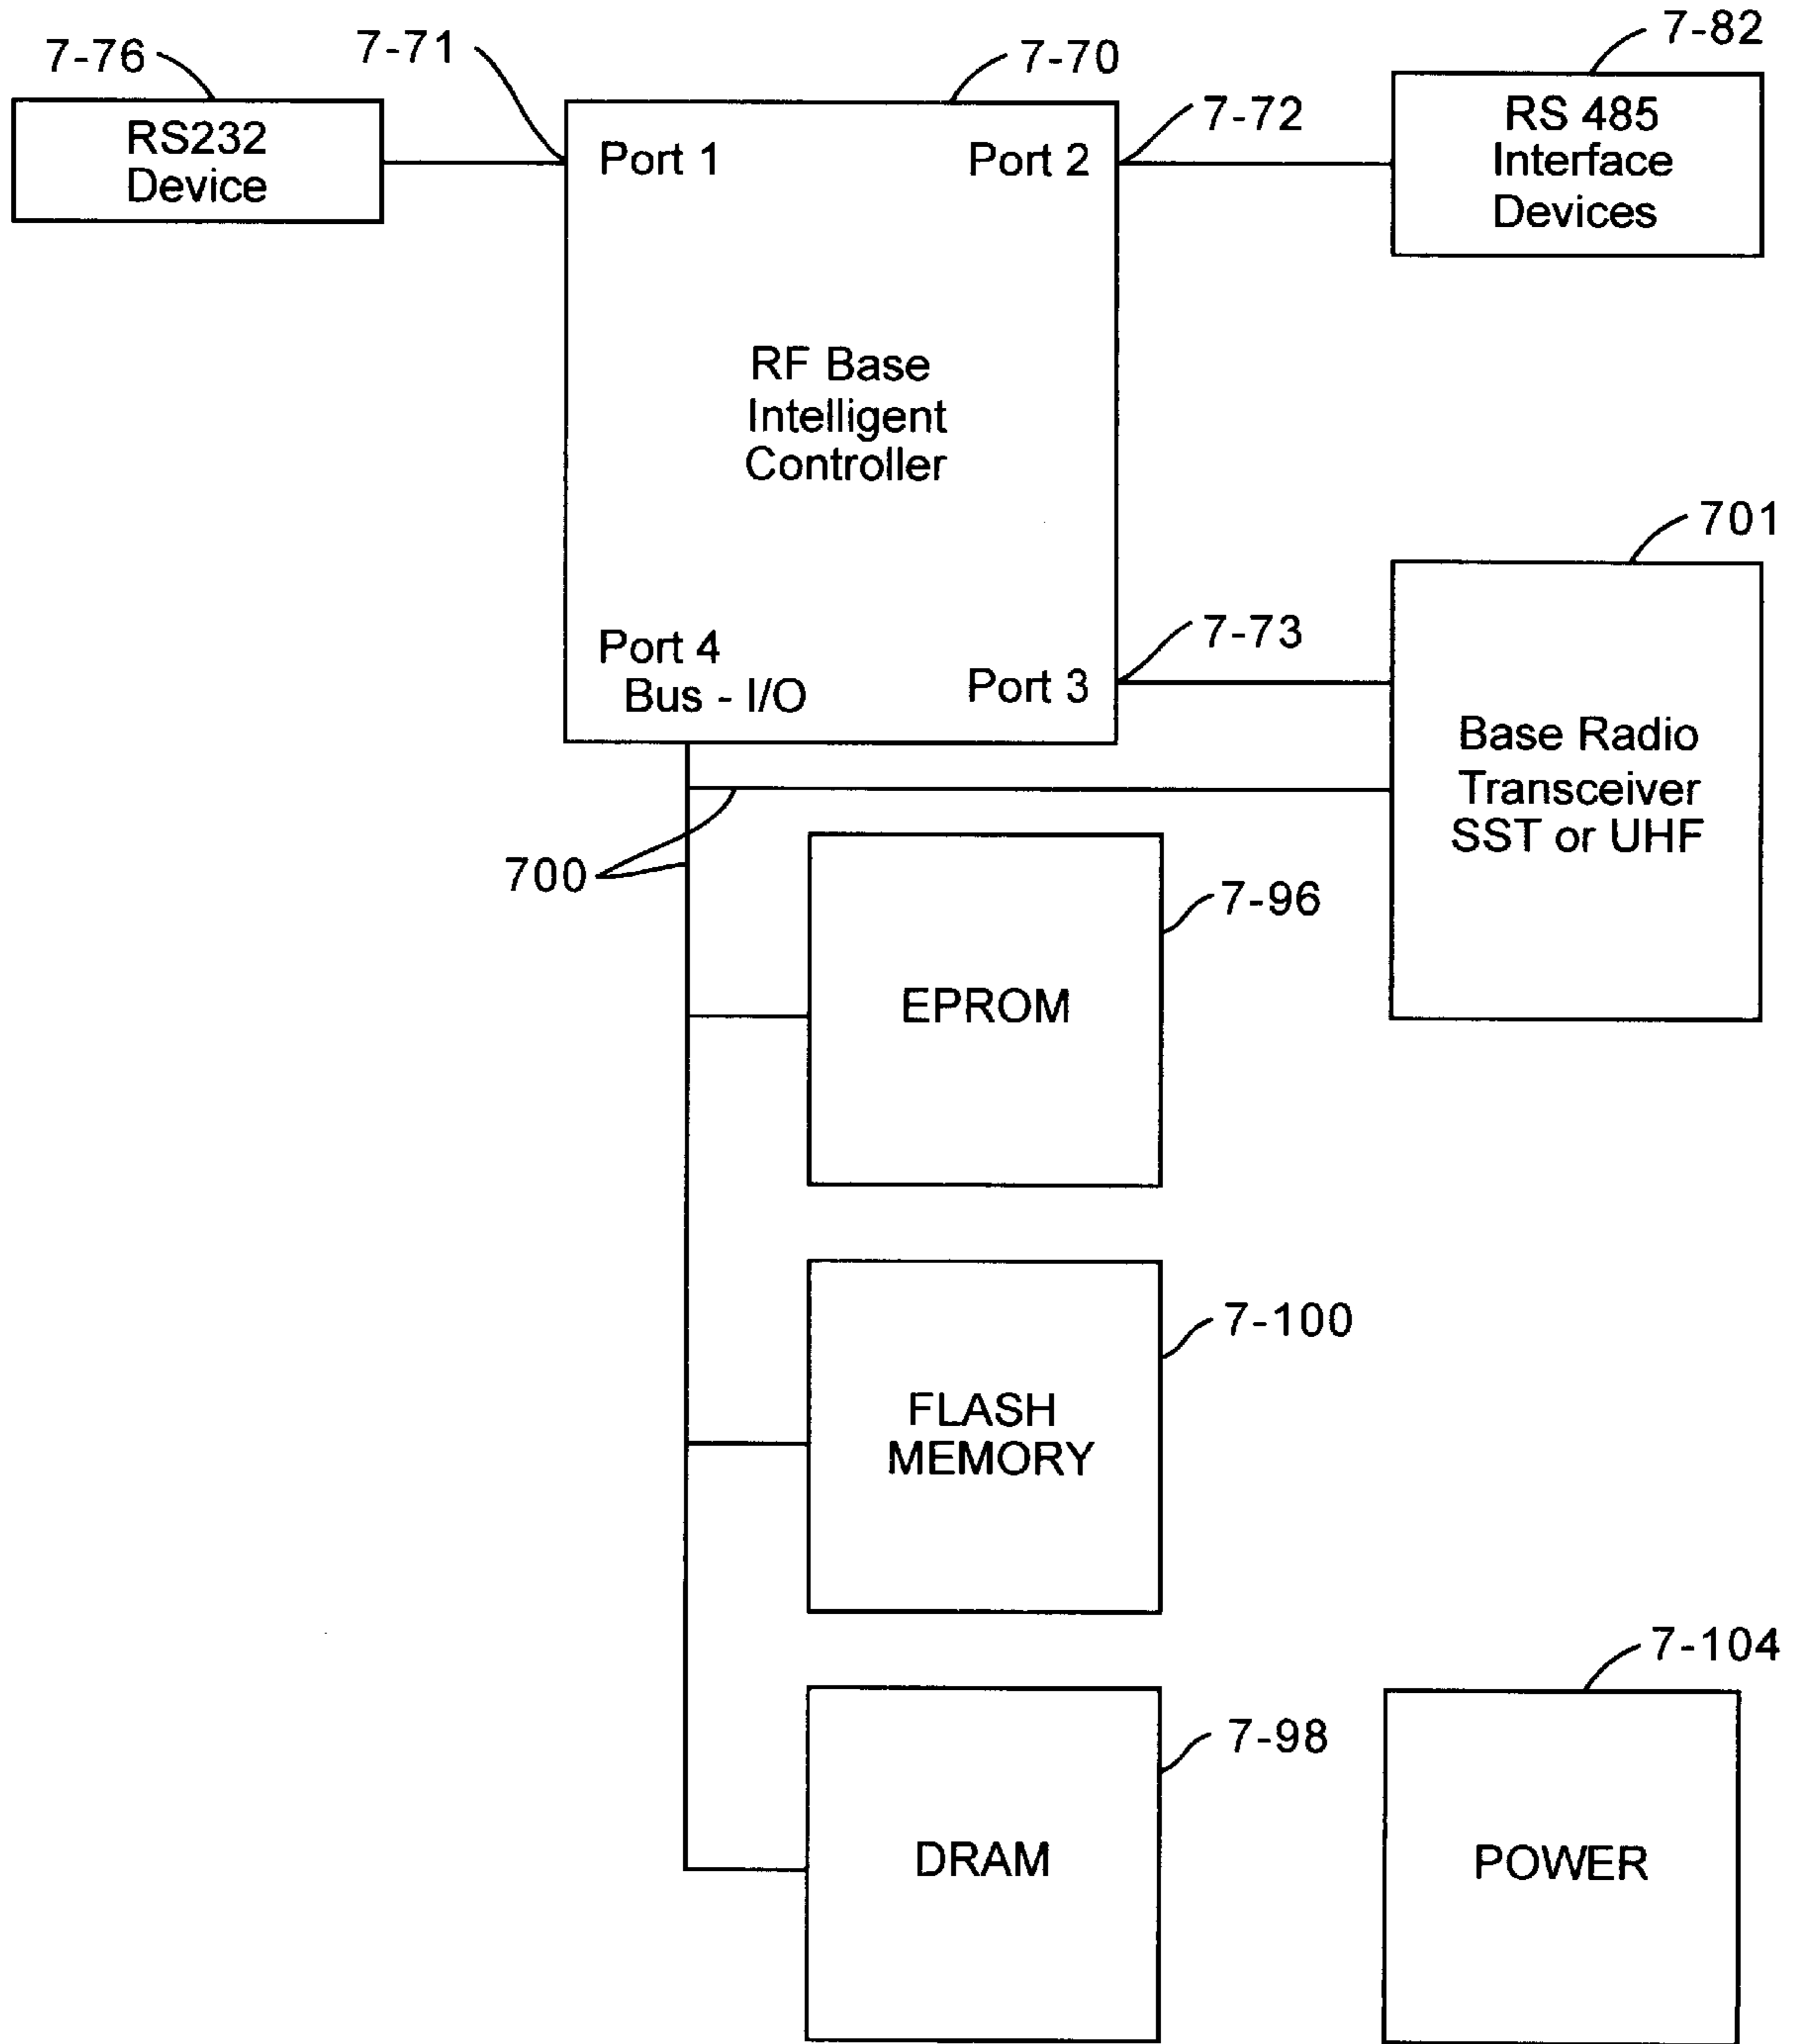 7-76
7-71
7-70
7-82
RS232
Device
Port 1
Port 2
7-72
RS 485
Interface
Devices
RF Base
Intelligent
Controller
701
Port 4
Bus - I/O
Port 3
7-73
Base Radio
Transceiver
SST or UHF
700
7-96
EPROM
7-100
FLASH
MEMORY
7-104
7-98
DRAM
POWER